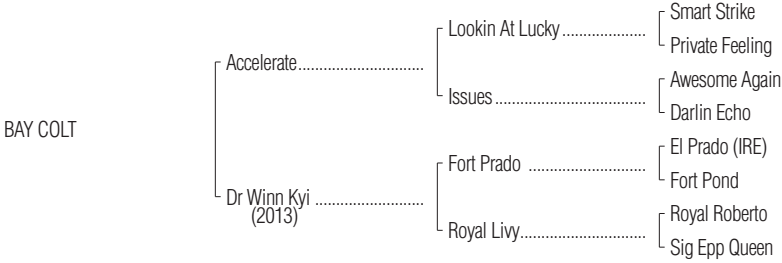 Smart Strike
Lookin At Lucky....................
Private Feeling
Accelerate..............................
Awesome Again
Issues....................................
Darlin Echo
BAY COLT
El Prado (IRE)
Fort Prado ............................
Fort Pond
Dr Winn Kyi ..........................
(2013)
Royal Roberto
Royal Livy..............................
Sig Epp Queen